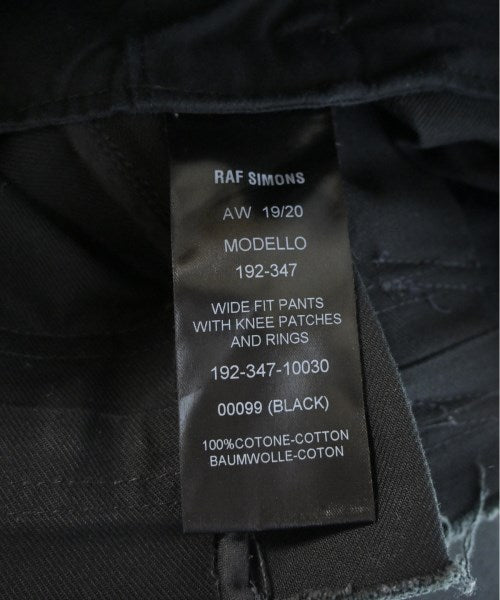 RAF SIMONS
AW 19/20
MODELLO
192-347
WIDE FIT PANTS
WITH KNEE PATCHES
AND RINGS
192-347-10030
00099 (BLACK)
100%COTONE-COTTON
BAUMWOLLE-COTON